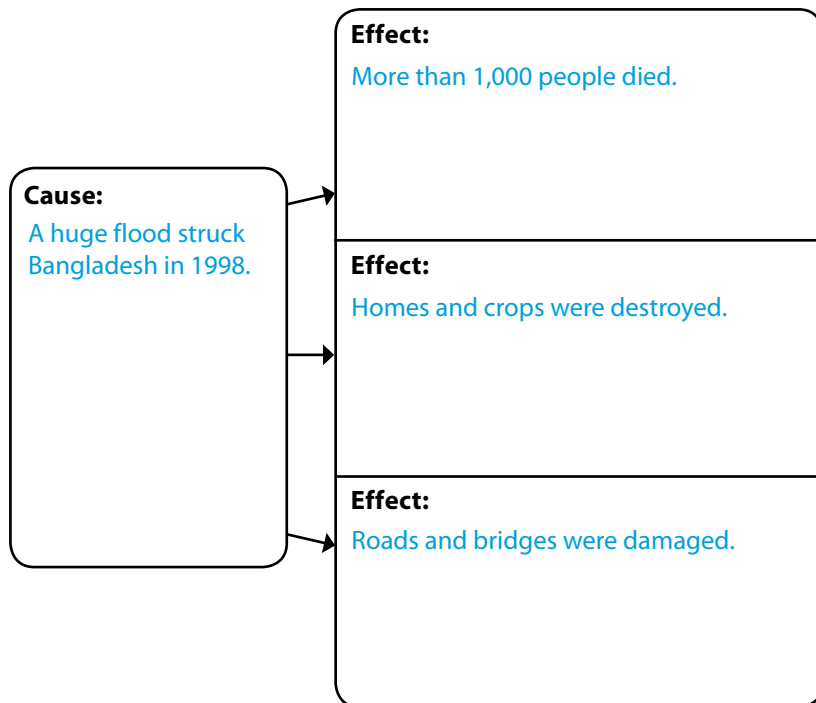 Cause:
A huge flood struck
Bangladesh in 1998.
Effect:
More than 1,000 people died.
Effect:
Homes and crops were destroyed.
Effect:
Roads and bridges were damaged.